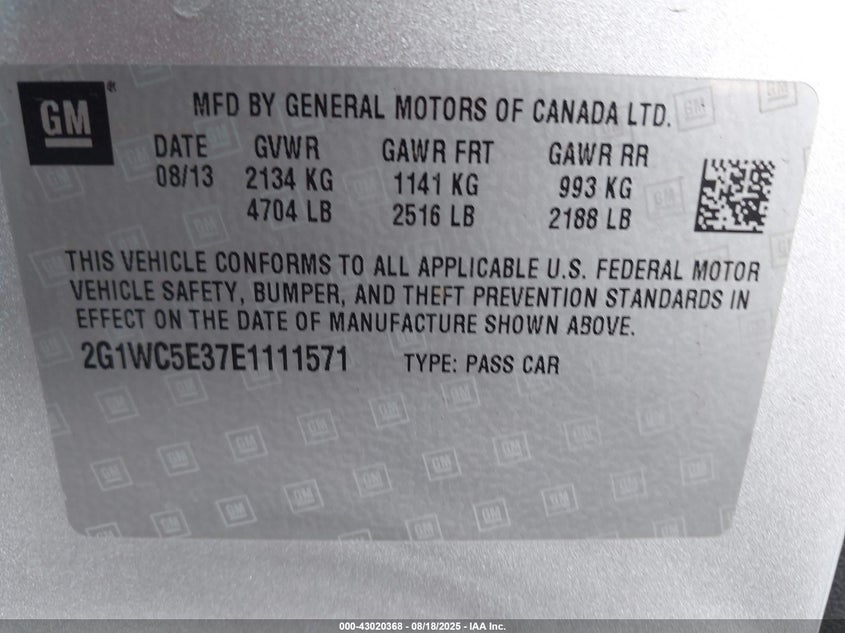 GM®
MFD BY GENERAL MOTORS OF CANADA LTD.
DATE GVWR GAWR FRT GAWR RR
08/13 2134 KG 1141 KG 993 KG
4704 LB 2516 LB 2188 LB
THIS VEHICLE CONFORMS TO ALL APPLICABLE U.S. FEDERAL MOTOR
VEHICLE SAFETY, BUMPER, AND THEFT PREVENTION STANDARDS IN
EFFECT ON THE DATE OF MANUFACTURE SHOWN ABOVE.
2G1WC5E37E1111571 TYPE: PASS CAR
000-43020368 - 08/18/2025 - IAA Inc.